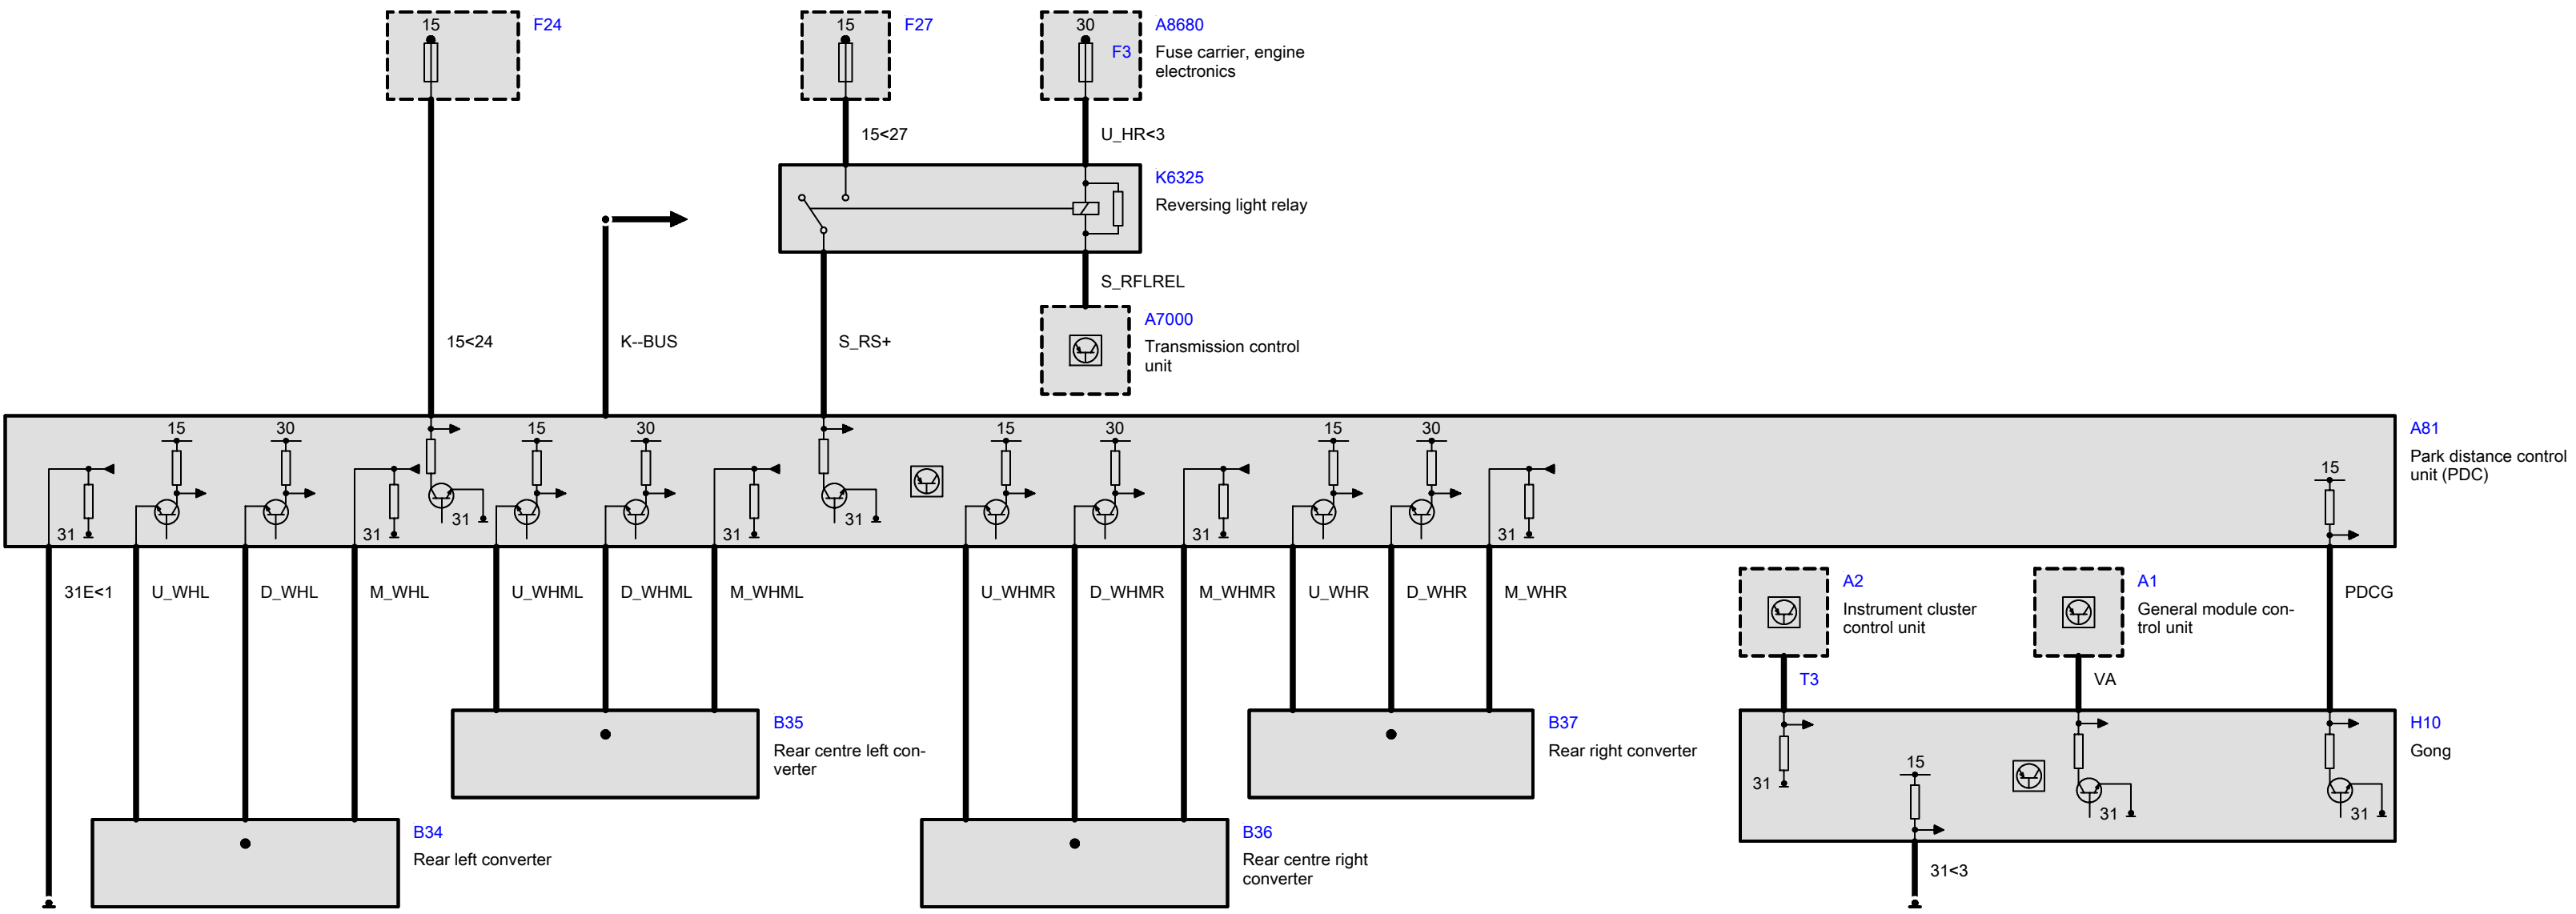 15
F24
15
F27
30
F3
A8680
Fuse carrier, engine
electronics
15<27
U_HR<3
K6325
Reversing light relay
S_RFLREL
A7000
Transmission control
unit
15<24
K--BUS
S_RS+
15
30
15
30
15
30
15
30
15
A81
Park distance control
unit (PDC)
31
31
31
31
31
31
31
31E<1
U_WHL
D_WHL
M_WHL
U_WHML
D_WHML
M_WHML
U_WHMR
D_WHMR
M_WHMR
U_WHR
D_WHR
M_WHR
A2
Instrument cluster
control unit
A1
General module con-
trol unit
PDCG
T3
VA
B35
Rear centre left con-
verter
B37
Rear right converter
H10
Gong
31
15
31
31
B34
Rear left converter
B36
Rear centre right
converter
31<3